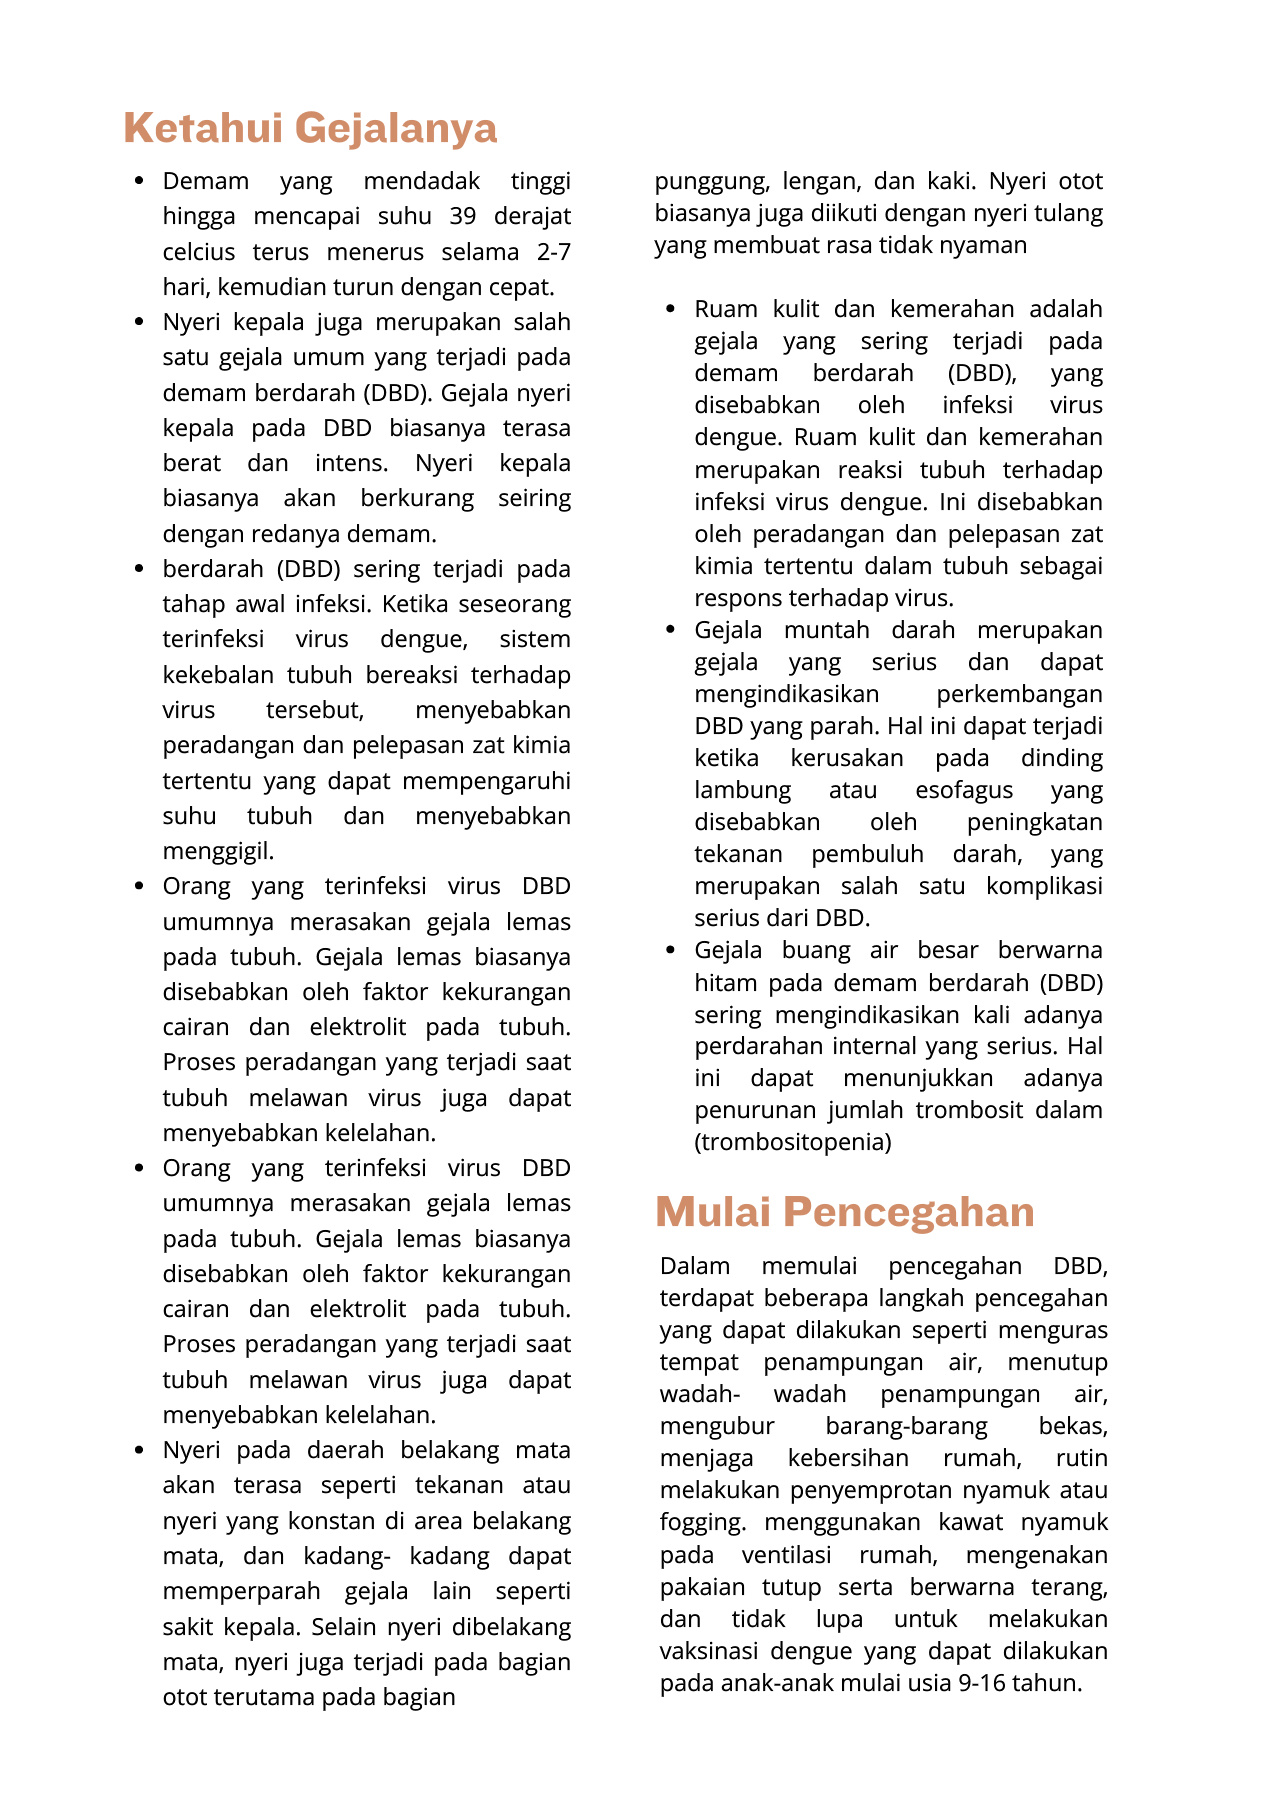 Ketahui Gejalanya
• Demam yang mendadak tinggi
hingga mencapai suhu 39 derajat
celcius terus menerus selama 2-7
hari, kemudian turun dengan cepat.
• Nyeri kepala juga merupakan salah
satu gejala umum yang terjadi pada
demam berdarah (DBD). Gejala nyeri
kepala pada DBD biasanya terasa
berat dan intens. Nyeri kepala
biasanya akan berkurang seiring
dengan redanya demam.
• berdarah (DBD) sering terjadi pada
tahap awal infeksi. Ketika seseorang
terinfeksi virus dengue, sistem
kekebalan tubuh bereaksi terhadap
virus tersebut, menyebabkan
peradangan dan pelepasan zat kimia
tertentu yang dapat mempengaruhi
suhu tubuh dan menyebabkan
menggigil.
• Orang yang terinfeksi virus DBD
umumnya merasakan gejala lemas
pada tubuh. Gejala lemas biasanya
disebabkan oleh faktor kekurangan
cairan dan elektrolit pada tubuh.
Proses peradangan yang terjadi saat
tubuh melawan virus juga dapat
menyebabkan kelelahan.
• Orang yang terinfeksi virus DBD
umumnya merasakan gejala lemas
pada tubuh. Gejala lemas biasanya
disebabkan oleh faktor kekurangan
cairan dan elektrolit pada tubuh.
Proses peradangan yang terjadi saat
tubuh melawan virus juga dapat
menyebabkan kelelahan.
• Nyeri pada daerah belakang mata
akan terasa seperti tekanan atau
nyeri yang konstan di area belakang
mata, dan kadang- kadang dapat
memperparah gejala lain seperti
sakit kepala. Selain nyeri dibelakang
mata, nyeri juga terjadi pada bagian
otot terutama pada bagian
punggung, lengan, dan kaki. Nyeri otot
biasanya juga diikuti dengan nyeri tulang
yang membuat rasa tidak nyaman
• Ruam kulit dan kemerahan adalah
gejala yang sering terjadi pada
demam berdarah (DBD), yang
disebabkan oleh infeksi virus
dengue. Ruam kulit dan kemerahan
merupakan reaksi tubuh terhadap
infeksi virus dengue. Ini disebabkan
oleh peradangan dan pelepasan zat
kimia tertentu dalam tubuh sebagai
respons terhadap virus.
• Gejala muntah darah merupakan
gejala yang serius dan dapat
mengindikasikan perkembangan
DBD yang parah. Hal ini dapat terjadi
ketika kerusakan pada dinding
lambung atau esofagus yang
disebabkan oleh peningkatan
tekanan pembuluh darah, yang
merupakan salah satu komplikasi
serius dari DBD.
• Gejala buang air besar berwarna
hitam pada demam berdarah (DBD)
sering mengindikasikan kali adanya
perdarahan internal yang serius. Hal
ini dapat menunjukkan adanya
penurunan jumlah trombosit dalam
(trombositopenia)
Mulai Pencegahan
Dalam memulai pencegahan DBD,
terdapat beberapa langkah pencegahan
yang dapat dilakukan seperti menguras
tempat penampungan air, menutup
wadah- wadah penampungan air,
mengubur barang-barang bekas,
menjaga kebersihan rumah, rutin
melakukan penyemprotan nyamuk atau
fogging. menggunakan kawat nyamuk
pada ventilasi rumah, mengenakan
pakaian tutup serta berwarna terang,
dan tidak lupa untuk melakukan
vaksinasi dengue yang dapat dilakukan
pada anak-anak mulai usia 9-16 tahun.